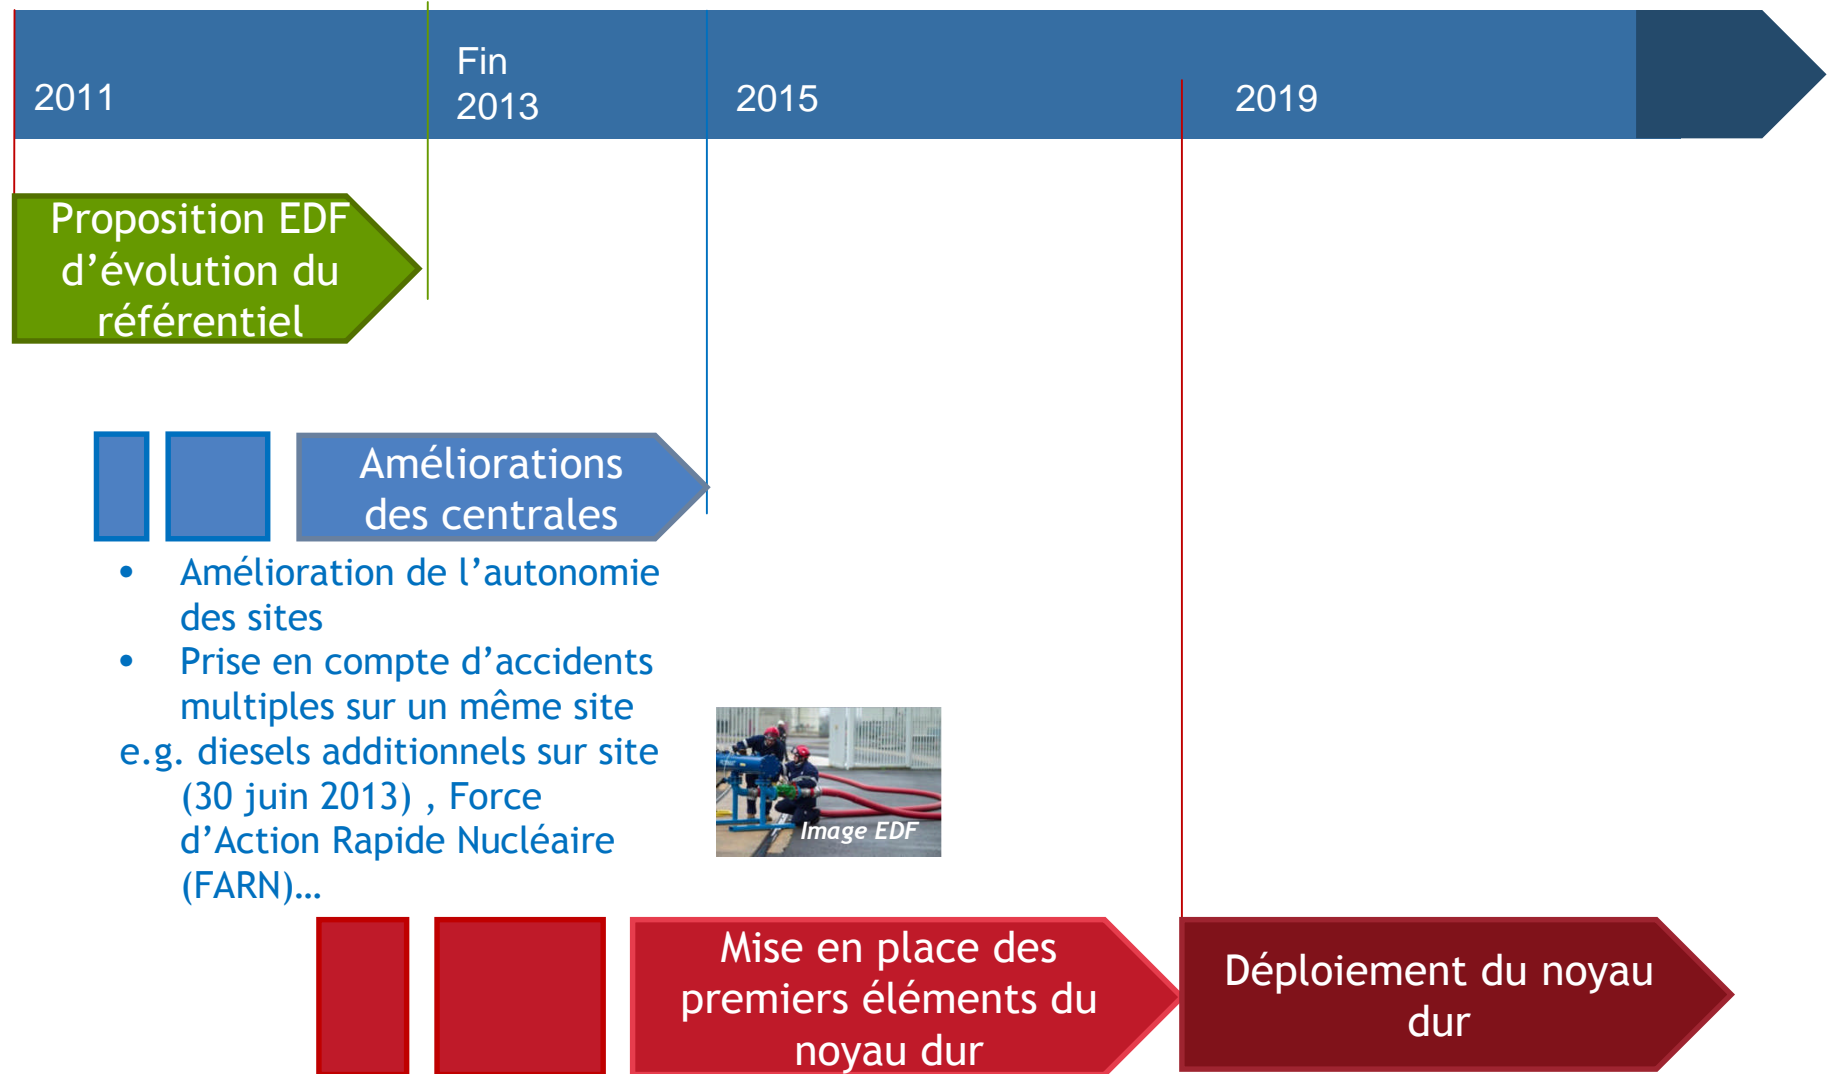 2011
Fin
2013
2015
2019
Proposition EDF
d’évolution du
référentiel
Améliorations
des centrales
• Amélioration de l’autonomie
des sites
• Prise en compte d’accidents
multiples sur un même site
e.g. diesels additionnels sur site
(30 juin 2013) , Force
d’Action Rapide Nucléaire
(FARN)…
Image EDF
Mise en place des
premiers éléments du
noyau dur
Déploiement du noyau
dur